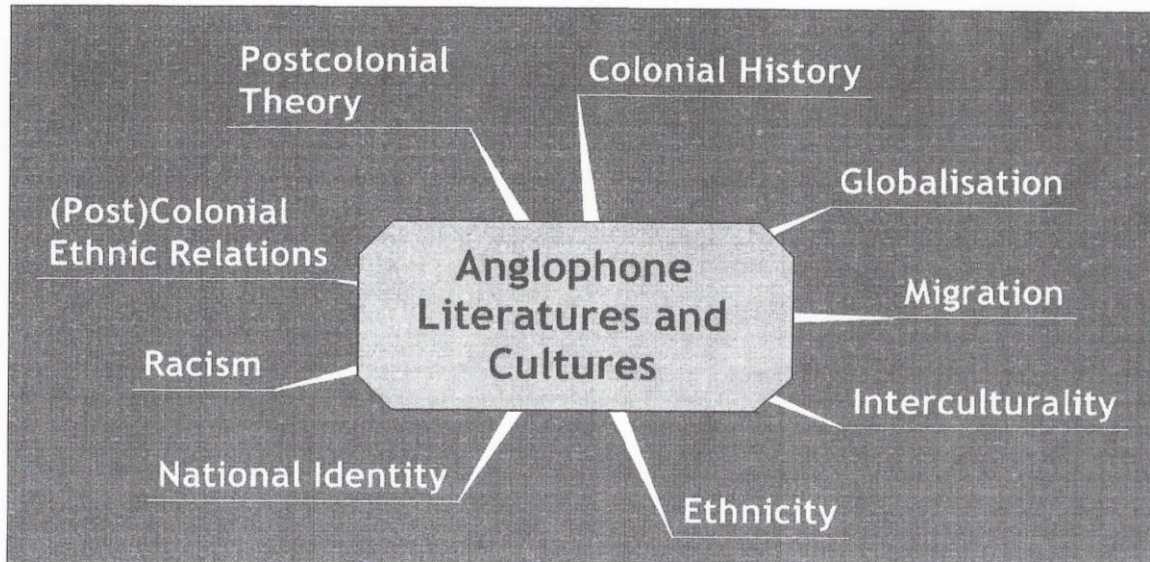 Postcolonial
Theory
Colonial History
Globalisation
(Post)Colonial
Ethnic Relations
Anglophone
Literatures and
Cultures
Migration
Racism
Interculturality
National Identity
Ethnicity